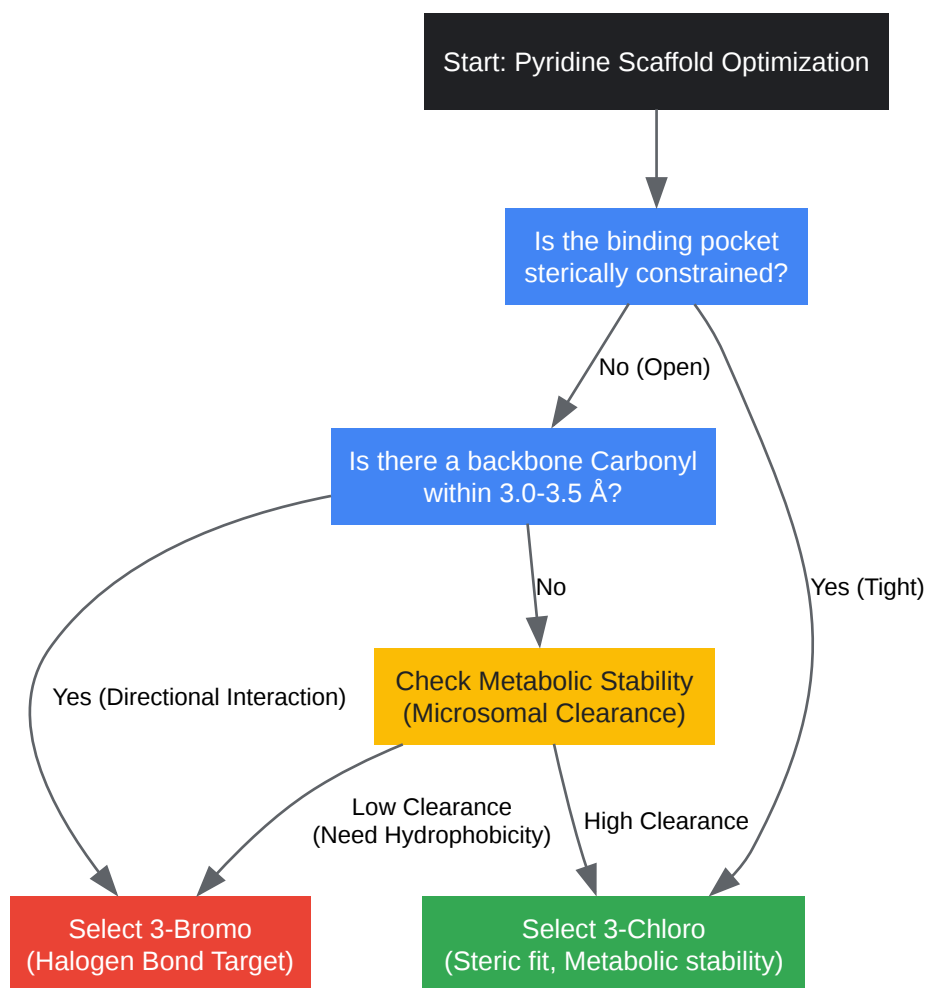 Start: Pyridine Scaffold Optimization
Is the binding pocket
sterically constrained?
No (Open)
Is there a backbone Carbonyl
within 3.0-3.5 Å?
No
Yes (Tight)
Check Metabolic Stability
(Microsomal Clearance)
Yes (Directional Interaction)
Low Clearance
(Need Hydrophobicity)
High Clearance
Select 3-Bromo
(Halogen Bond Target)
Select 3-Chloro
(Steric fit, Metabolic stability)